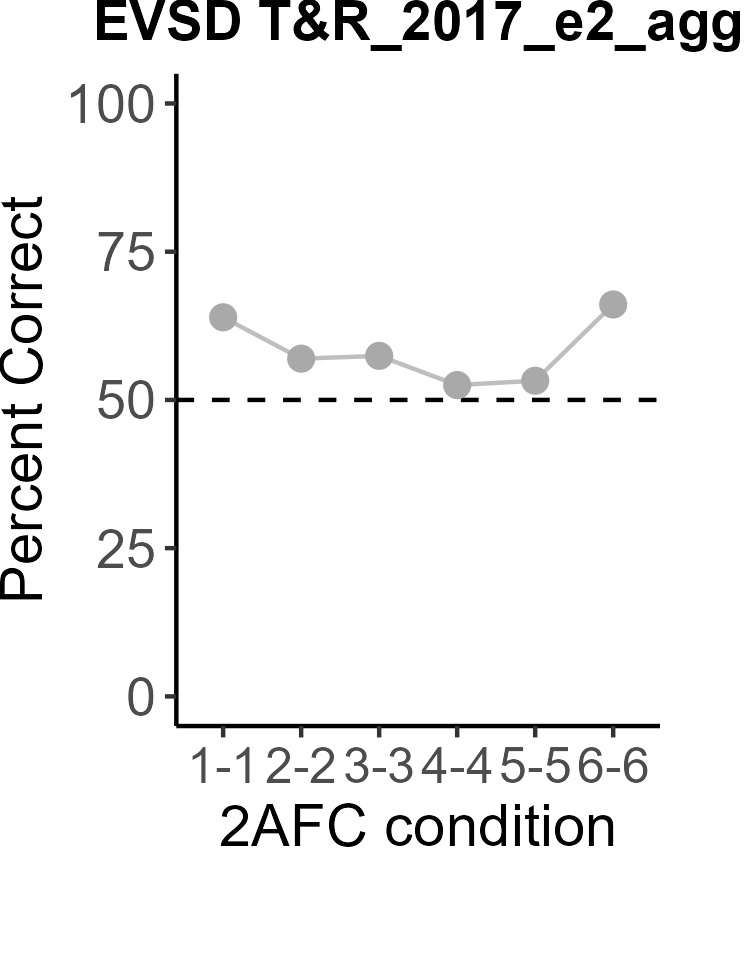 EVSD T&R_2017_e2_agg
100
75
50
25
0
Percent Correct
1-1 2-2 3-3 4-4 5-5 6-6
2AFC condition